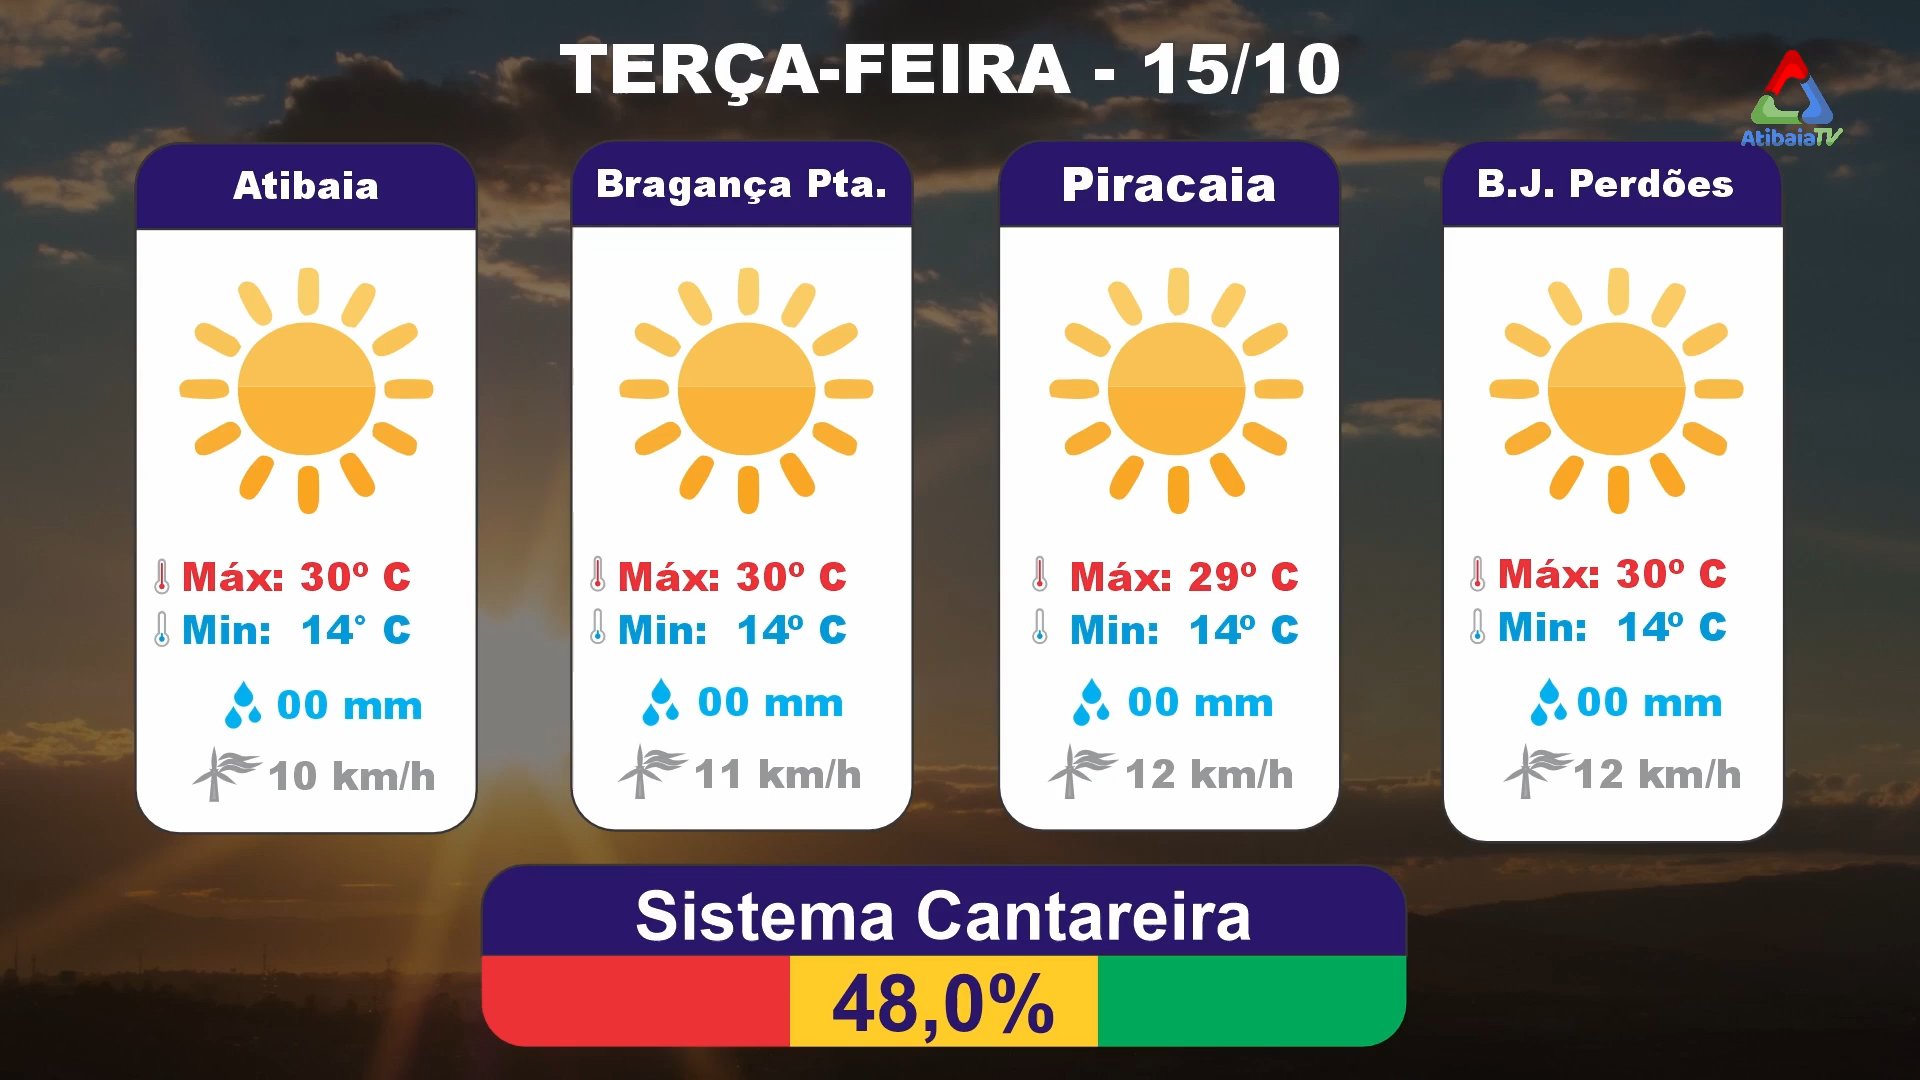 TERÇA-FEIRA - 15/10
AtibaiaTV
Atibaia
Máx: 30º C
Min: 14° C
00 mm
10 km/h
Bragança Pta.
Máx: 30º C
Min: 14º C
00 mm
11 km/h
Piracaia
Máx: 29º C
Min: 14º C
00 mm
12 km/h
B.J. Perdões
Máx: 30º C
Min: 14º C
00 mm
12 km/h
Sistema Cantareira
48,0%